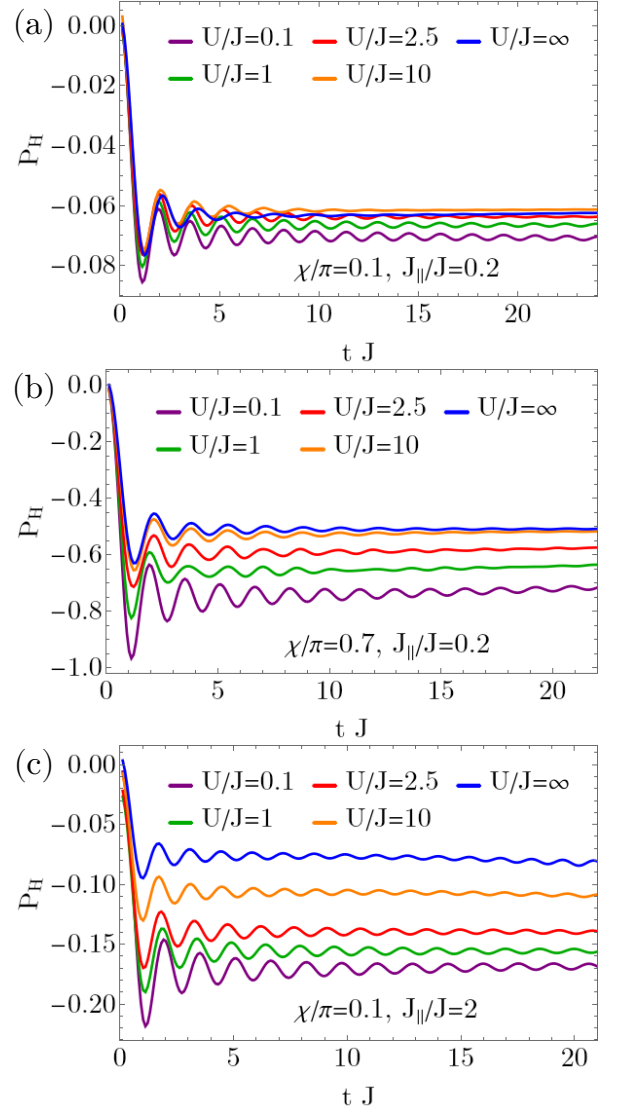 (a)
U/J=0.1 U/J=2.5 U/J=∞
U/J=1 U/J=10
0.00
−0.02
−0.04
−0.06
−0.08
P_H
χ/π=0.1, J_∥/J=0.2
0 5 10 15 20
t J
(b)
U/J=0.1 U/J=2.5 U/J=∞
U/J=1 U/J=10
0.0
−0.2
−0.4
−0.6
−0.8
−1.0
P_H
χ/π=0.7, J_∥/J=0.2
0 5 10 15 20
t J
(c)
U/J=0.1 U/J=2.5 U/J=∞
U/J=1 U/J=10
0.00
−0.05
−0.10
−0.15
−0.20
P_H
χ/π=0.1, J_∥/J=2
0 5 10 15 20
t J